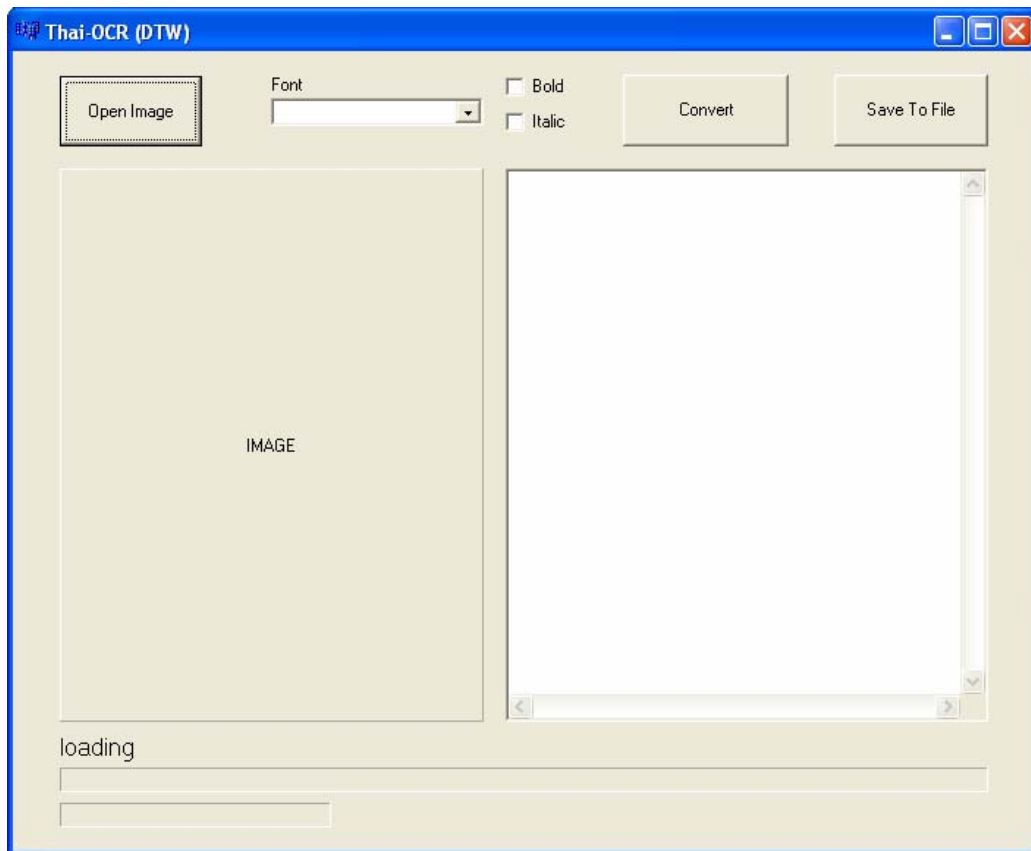 Thai-OCR (DTW)
Open Image
Font
Bold
Italic
Convert
Save To File
IMAGE
loading